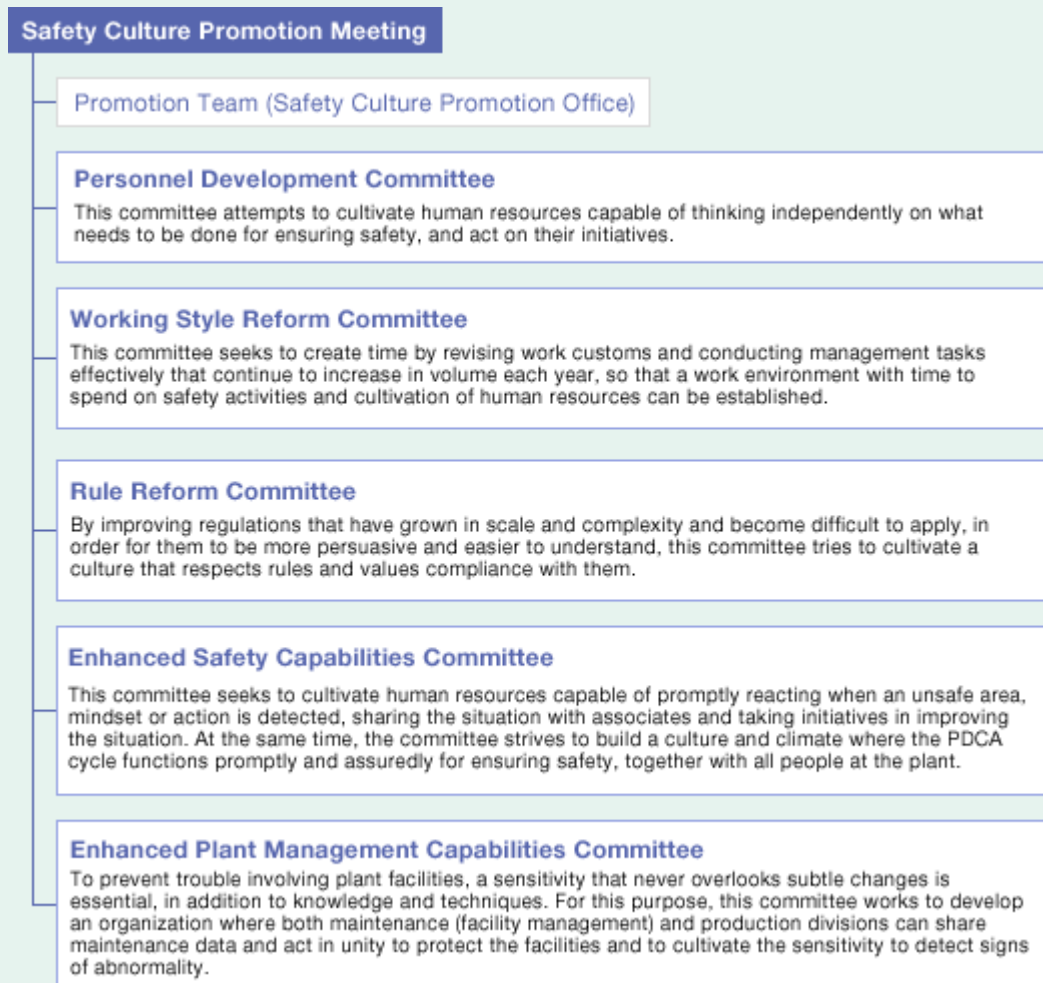 Safety Culture Promotion Meeting
Promotion Team (Safety Culture Promotion Office)
Personnel Development Committee
This committee attempts to cultivate human resources capable of thinking independently on what
needs to be done for ensuring safety, and act on their initiatives.
Working Style Reform Committee
This committee seeks to create time by revising work customs and conducting management tasks
effectively that continue to increase in volume each year, so that a work environment with time to
spend on safety activities and cultivation of human resources can be established.
Rule Reform Committee
By improving regulations that have grown in scale and complexity and become difficult to apply, in
order for them to be more persuasive and easier to understand, this committee tries to cultivate a
culture that respects rules and values compliance with them.
Enhanced Safety Capabilities Committee
This committee seeks to cultivate human resources capable of promptly reacting when an unsafe area,
mindset or action is detected, sharing the situation with associates and taking initiatives in improving
the situation. At the same time, the committee strives to build a culture and climate where the PDCA
cycle functions promptly and assuredly for ensuring safety, together with all people at the plant.
Enhanced Plant Management Capabilities Committee
To prevent trouble involving plant facilities, a sensitivity that never overlooks subtle changes is
essential, in addition to knowledge and techniques. For this purpose, this committee works to develop
an organization where both maintenance (facility management) and production divisions can share
maintenance data and act in unity to protect the facilities and to cultivate the sensitivity to detect signs
of abnormality.